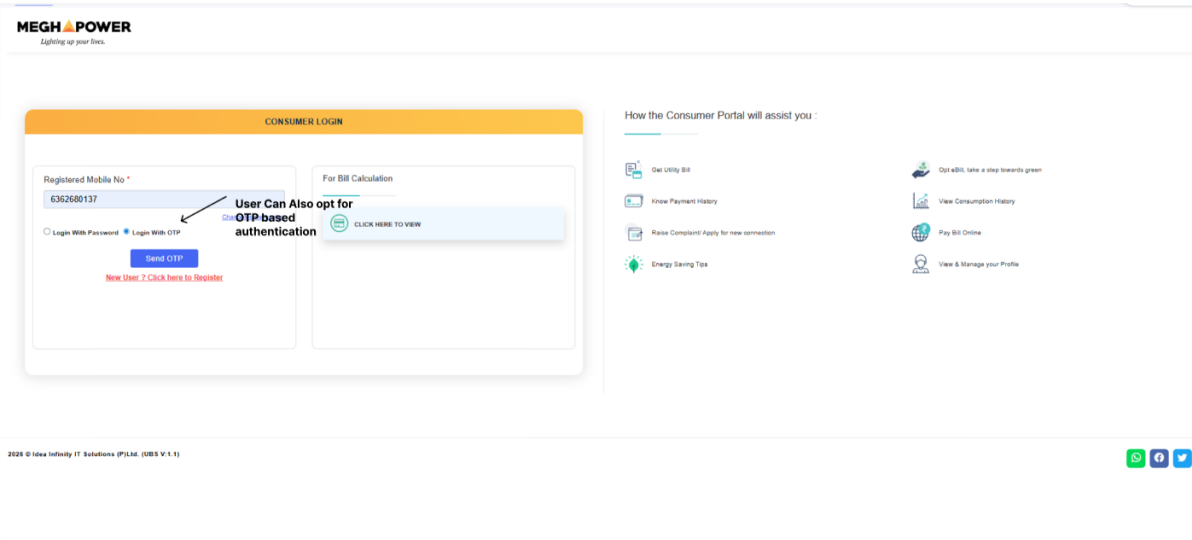 MEGHAPOWER
Lighting up your lives.
CONSUMER LOGIN
Registered Mobile No *
6362680137
Login With Password Login With OTP
Send OTP
New User ? Click here to Register
User Can Also opt for
OTP based
authentication
For Bill Calculation
CLICK HERE TO VIEW
How the Consumer Portal will assist you :
Get Utility Bill
Opt eBill, take a step towards green
Know Payment History
View Consumption History
Raise Complaint/ Apply for new connection
Pay Bill Online
Energy Saving Tips
View & Manage your Profile
2025 © Idea Infinity IT Solutions (P)Ltd. (UBS V:1.1)